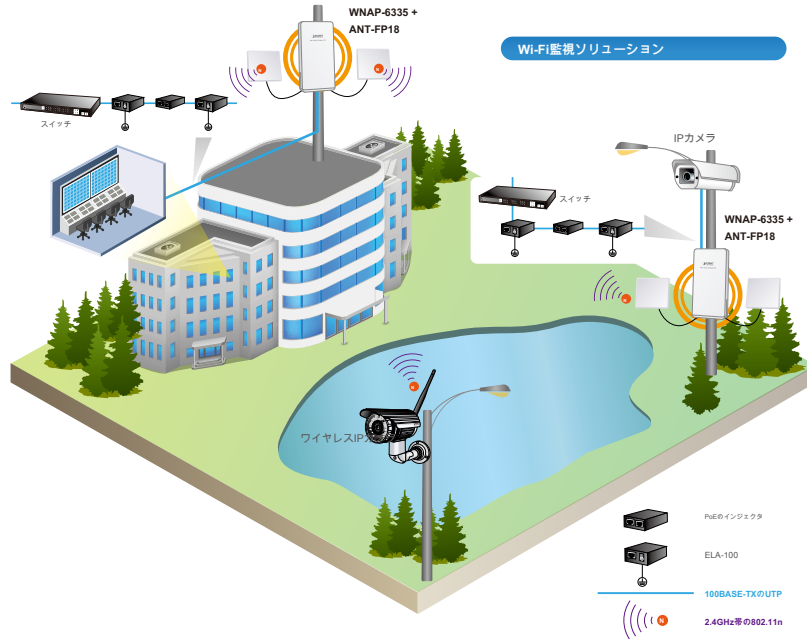 WNAP-6335 +
ANT-FP18
Wi-Fi監視ソリューション
スイッチ
IPカメラ
スイッチ
WNAP-6335 +
ANT-FP18
N
N
N
N
ワイヤレスIPカ
PoEのインジェクタ
ELA-100
100BASE-TXのUTP
N
2.4GHz帯の802.11n